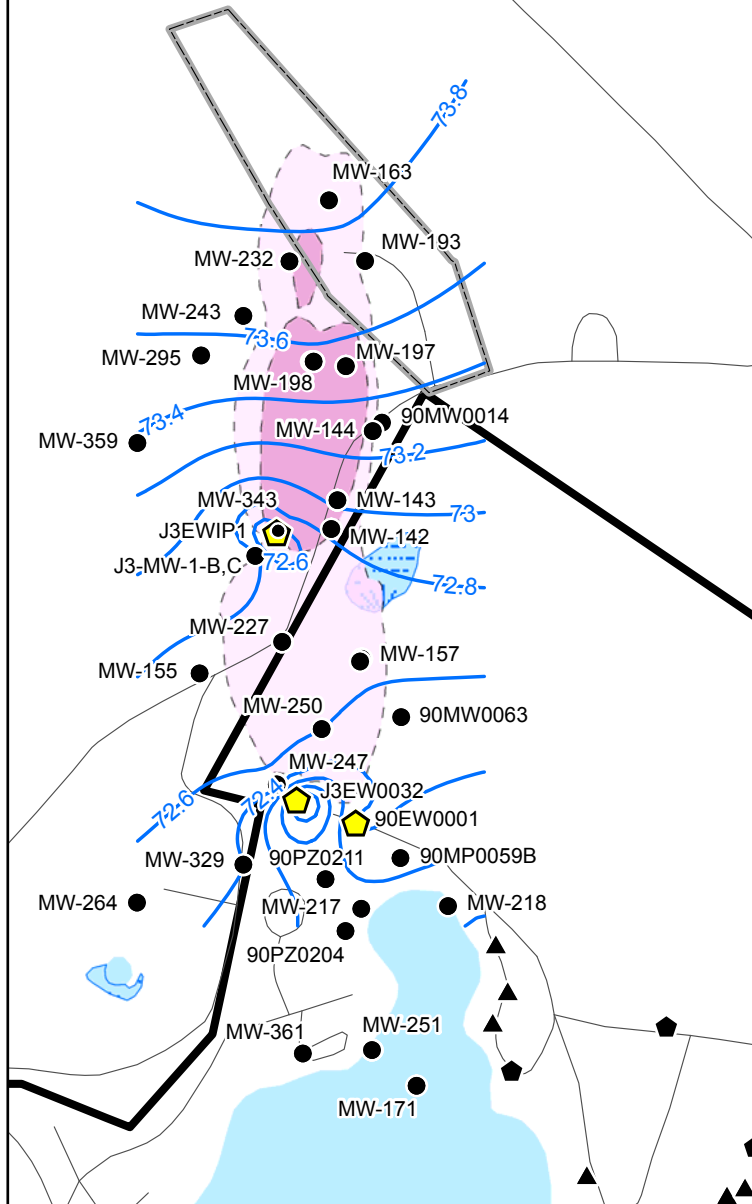 73.8
MW-163
MW-193
MW-232
MW-243
73.6
MW-295
MW-197
MW-198
73.4
90MW0014
MW-144
MW-359
73.2
MW-343
MW-143
73
J3EWIP1
MW-142
J3-MW-1-B,C
72.6
72.8
MW-227
MW-155
MW-157
MW-250
90MW0063
MW-247
72.6
72.4
J3EW0032
90EW0001
MW-329
90PZ0211
90MP0059B
MW-264
MW-217
MW-218
90PZ0204
MW-361
MW-251
MW-171